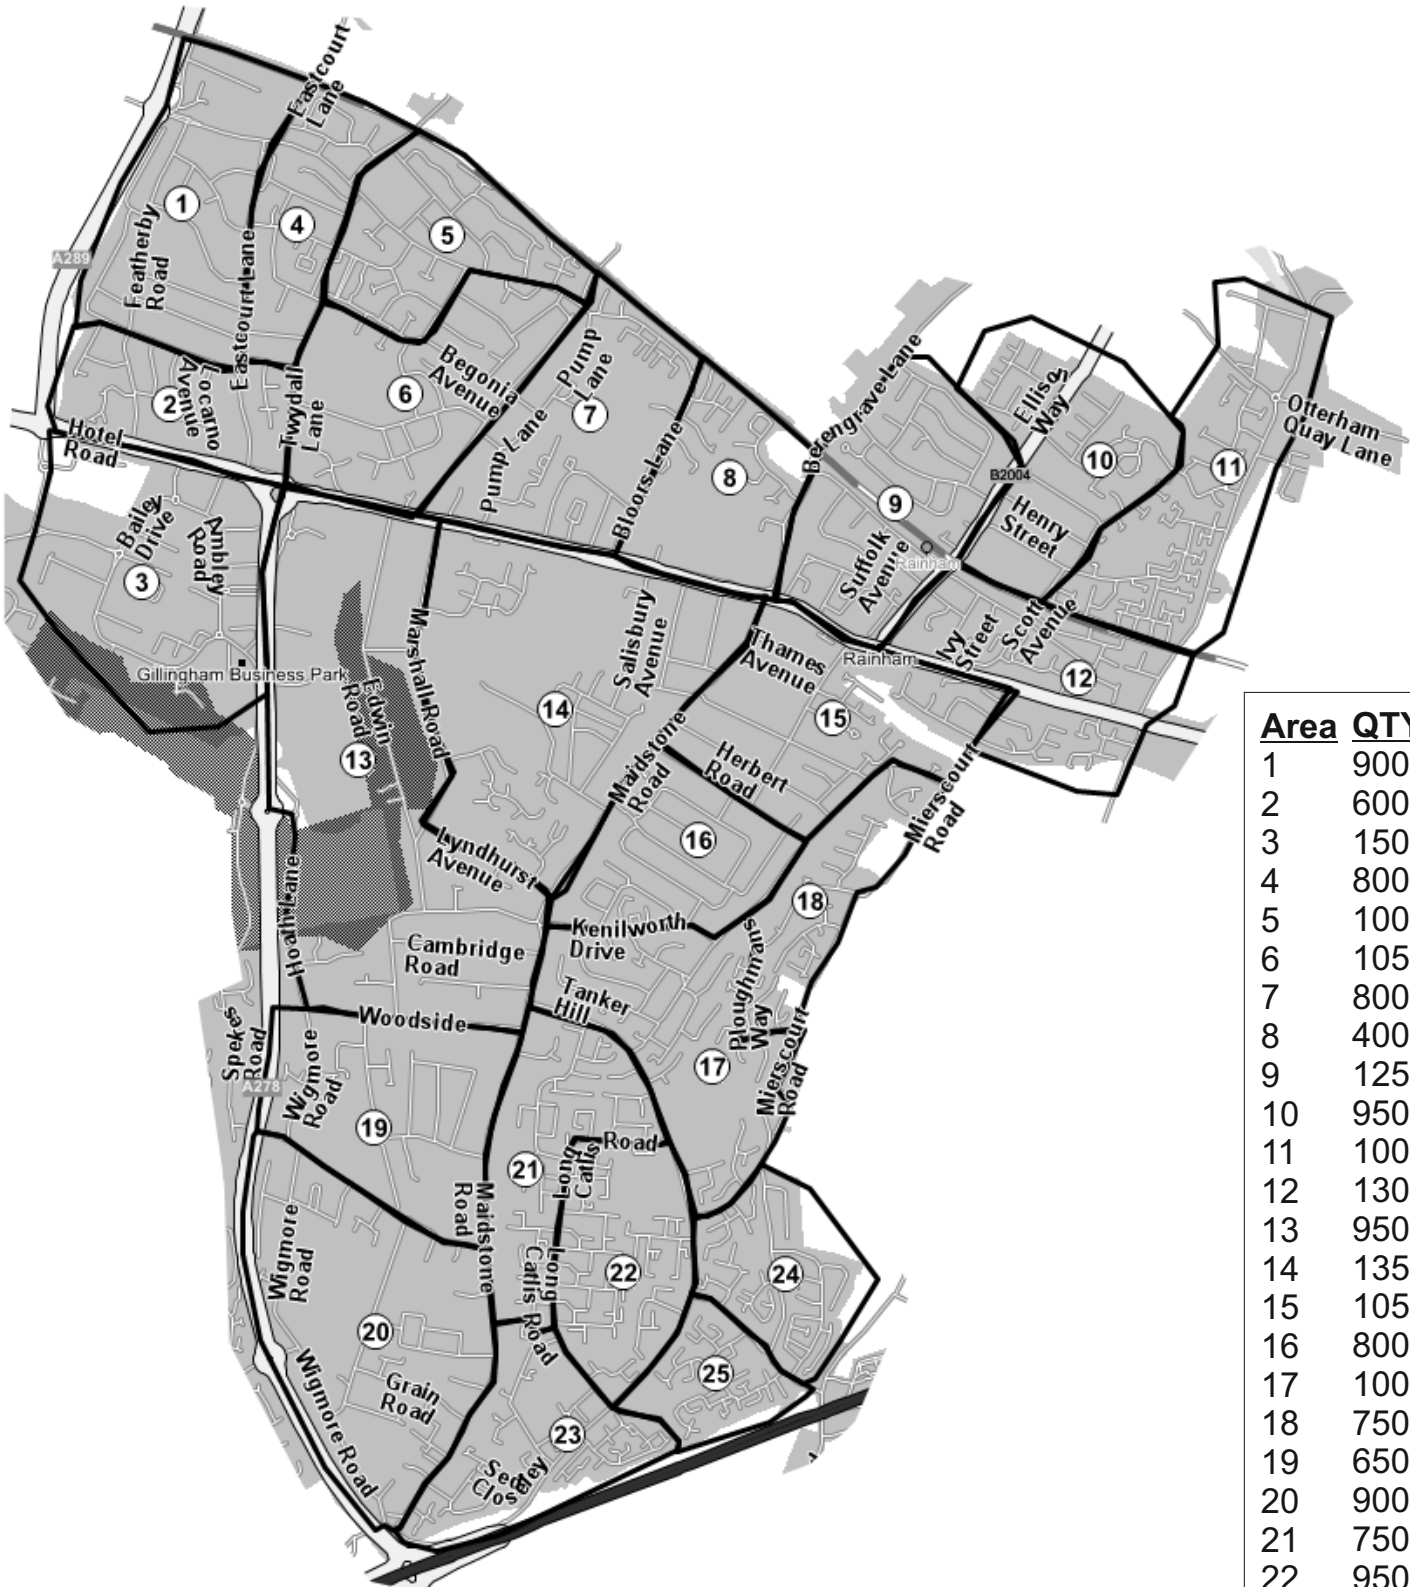 Eastcourt
Lane
1
4
5
A289
Featherby
Road
Eastcourt Lane
2
Locarno
Avenue
Twydall
Lane
6
Begonia
Avenue
Pump
Lane
7
Pump Lane
Bloors Lane
8
Berengrave Lane
9
Ellison
Way
10
B2004
Henry
Street
11
Otterham
Quay Lane
Hotel
Road
Bailey
Drive
Ambley
Road
3
Gillingham Business Park
Suffolk
Avenue
Rainham
Ivy
Street
Scott
Avenue
12
Rainham
Marshall Road
Edwin
Road
13
14
Salisbury
Avenue
Thames
Avenue
15
Maidstone
Road
Herbert
Road
16
Mierscourt
Road
Lyndhurst
Avenue
18
Hoath Lane
Cambridge
Road
Kenilworth
Drive
Tanker
Hill
Ploughmans
Way
17
Mierscourt
Road
Spekes
Road
A278
Wigmore
Road
Woodside
19
21
Long
Catlis
Road
Maidstone
Road
Wigmore
Road
Long
Catlis Road
22
24
20
25
Grain
Road
Wigmore Road
23
Sedgley
Close
Area QTY
1 900
2 600
3 150
4 800
5 100
6 105
7 800
8 400
9 125
10 950
11 100
12 130
13 950
14 135
15 105
16 800
17 100
18 750
19 650
20 900
21 750
22 950